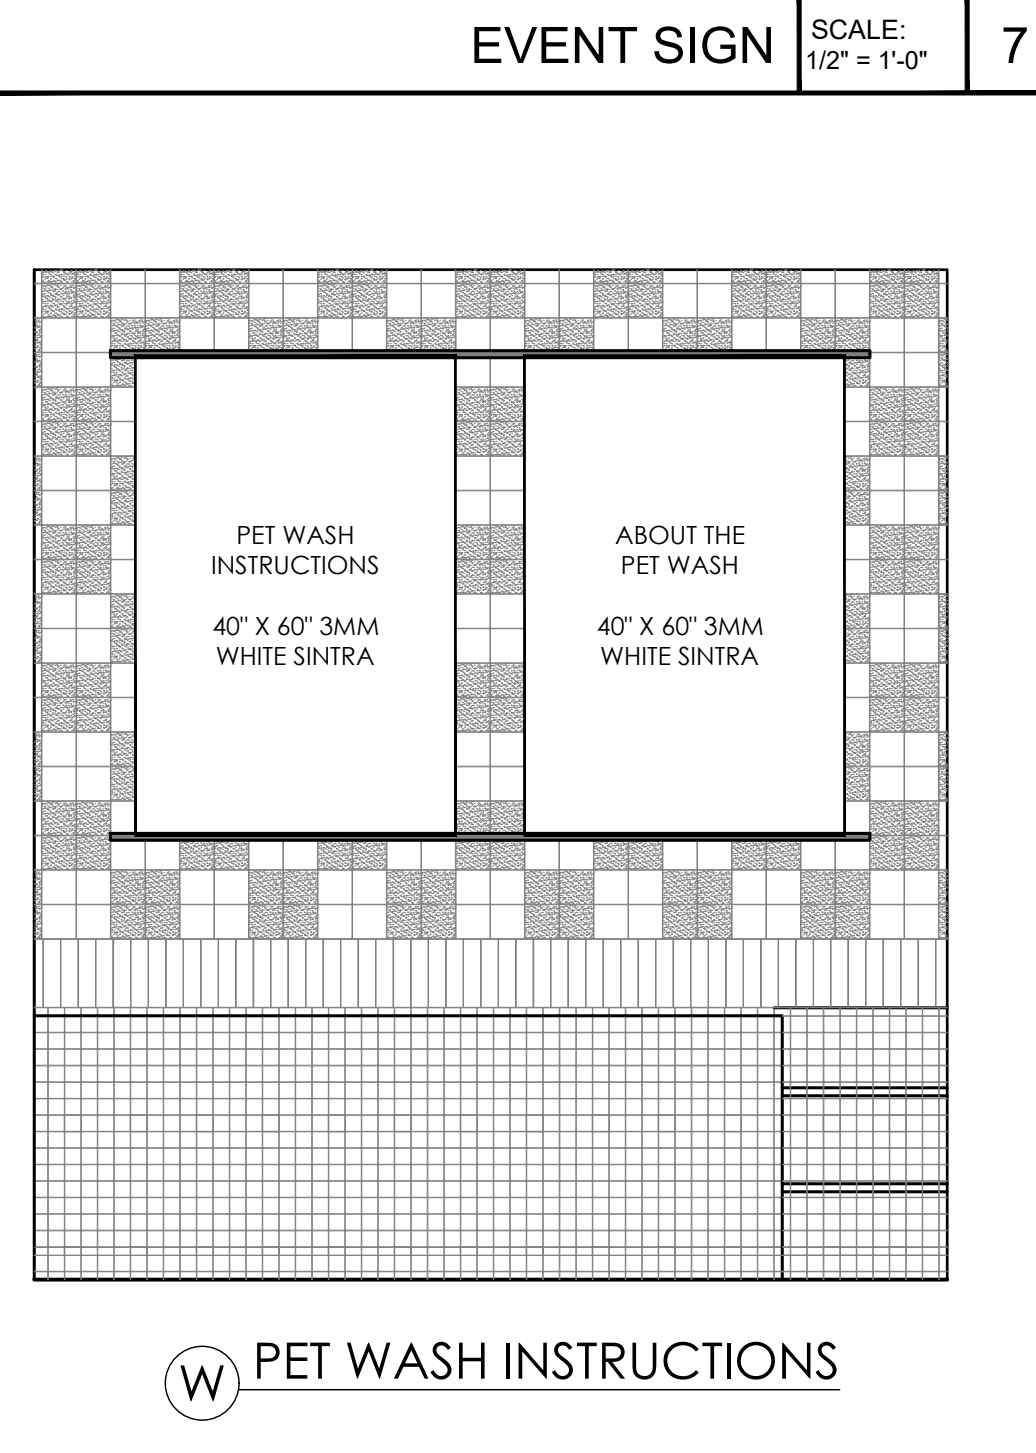 EVENT SIGN
SCALE:
1/2" = 1'-0"
7
PET WASH
INSTRUCTIONS
40" X 60" 3MM
WHITE SINTRA
ABOUT THE
PET WASH
40" X 60" 3MM
WHITE SINTRA
W
PET WASH INSTRUCTIONS